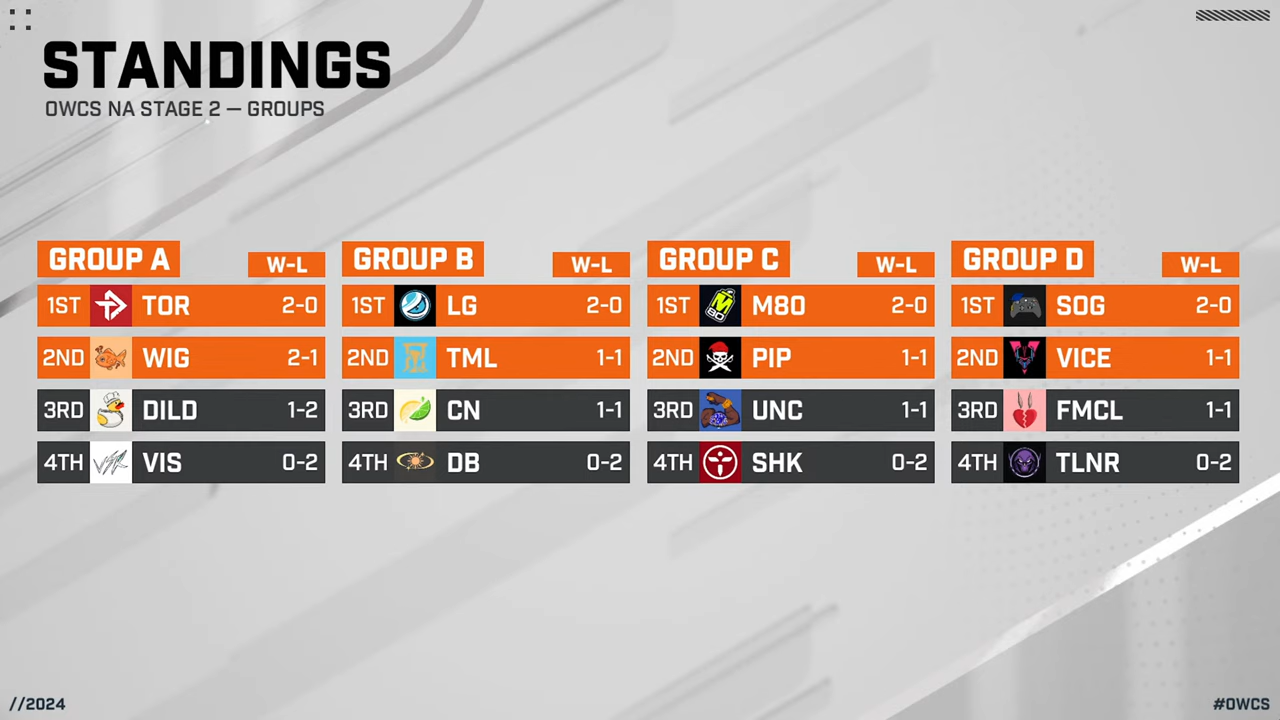 STANDINGS
OWCS NA STAGE 2 — GROUPS
GROUP A W-L
1ST TOR 2-0
2ND WIG 2-1
3RD DILD 1-2
4TH VIS 0-2
GROUP B W-L
1ST LG 2-0
2ND TML 1-1
3RD CN 1-1
4TH DB 0-2
GROUP C W-L
1ST M80 2-0
2ND PIP 1-1
3RD UNC 1-1
4TH SHK 0-2
GROUP D W-L
1ST SOG 2-0
2ND VICE 1-1
3RD FMCL 1-1
4TH TLNR 0-2
//2024
#OWCS